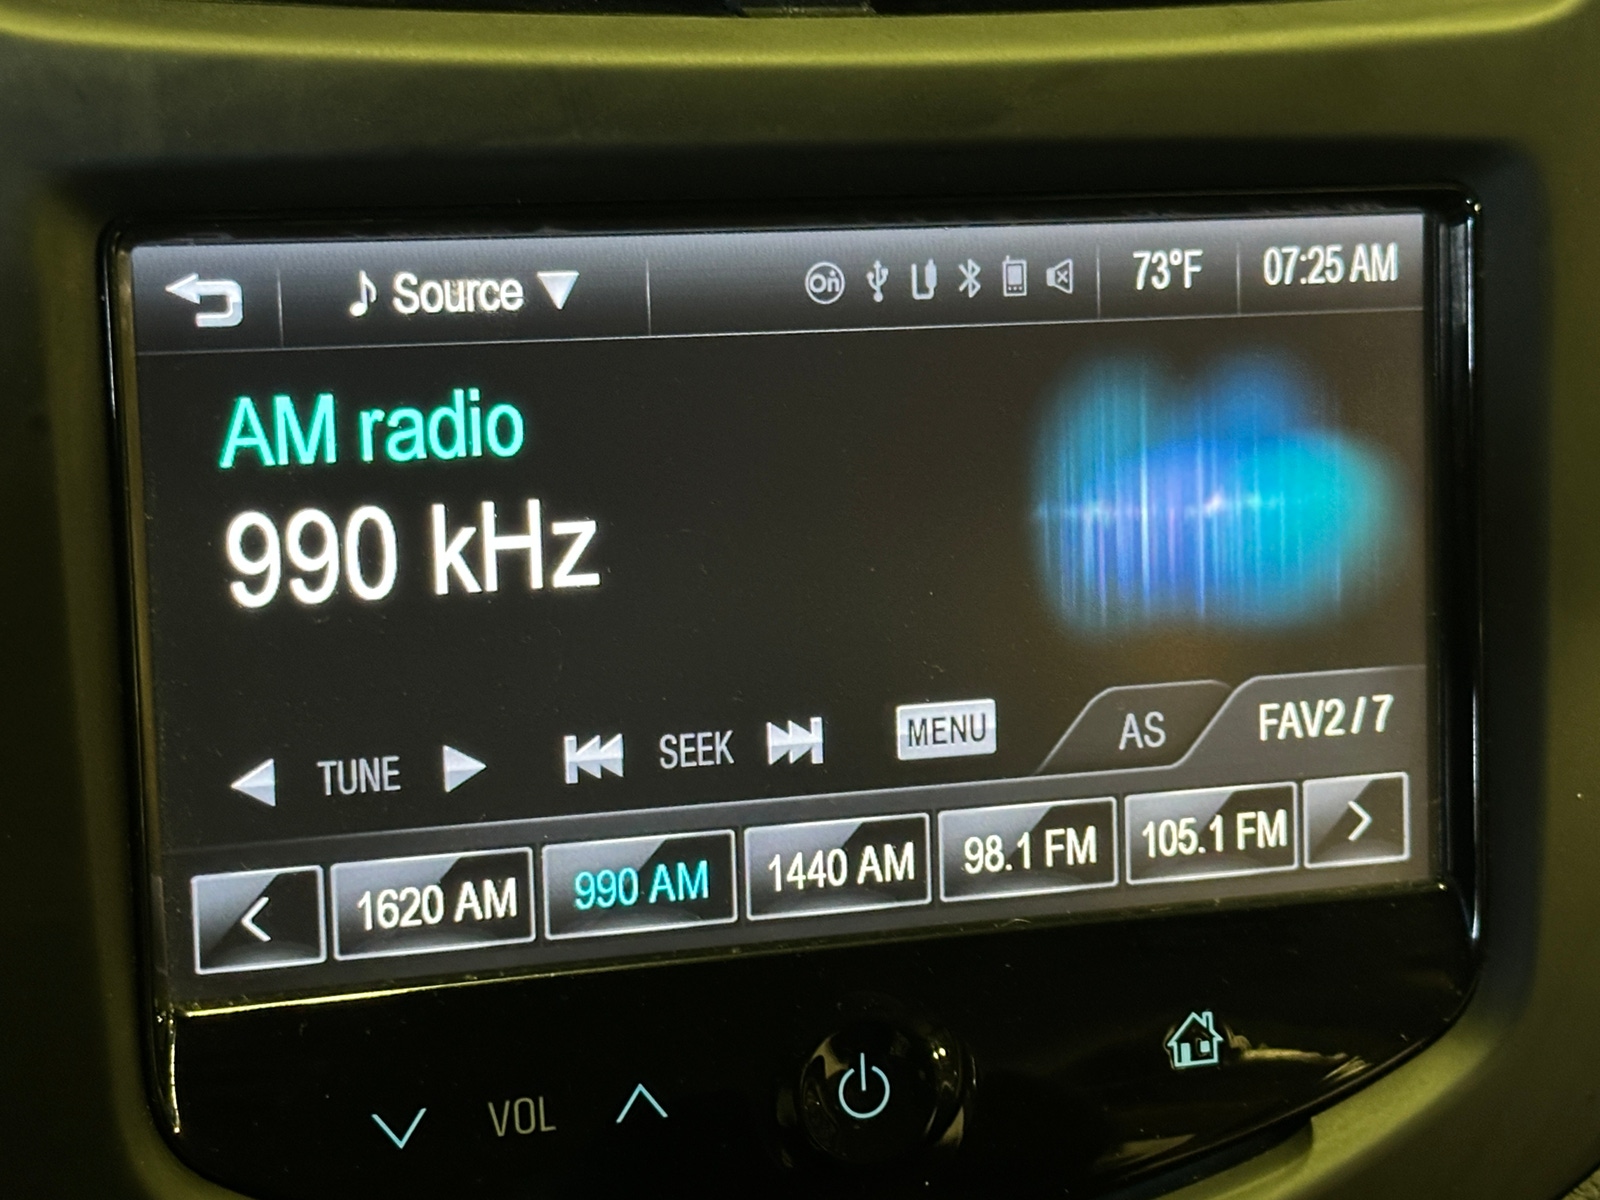 Source On 73°F 07:25 AM
AM radio
990 kHz
TUNE SEEK MENU AS FAV2/7
< 1620 AM 990 AM 1440 AM 98.1 FM 105.1 FM >
VOL